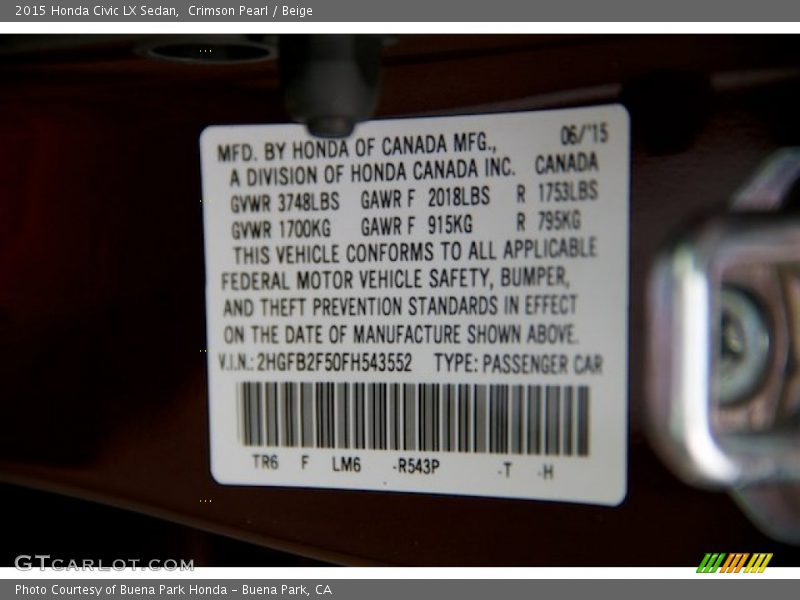 2015 Honda Civic LX Sedan,  Crimson Pearl / Beige
06/'15
MFD. BY HONDA OF CANADA MFG.,
A DIVISION OF HONDA CANADA INC. CANADA
GVWR 3748LBS GAWR F 2018LBS R 1753LBS
GVWR 1700KG GAWR F 915KG R 795KG
THIS VEHICLE CONFORMS TO ALL APPLICABLE
FEDERAL MOTOR VEHICLE SAFETY, BUMPER,
AND THEFT PREVENTION STANDARDS IN EFFECT
ON THE DATE OF MANUFACTURE SHOWN ABOVE.
V.I.N.: 2HGFB2F50FH543552 TYPE: PASSENGER CAR
TR6 F LM6 -R543P -T -H
GTCARLOT.COM
Photo Courtesy of Buena Park Honda - Buena Park, CA